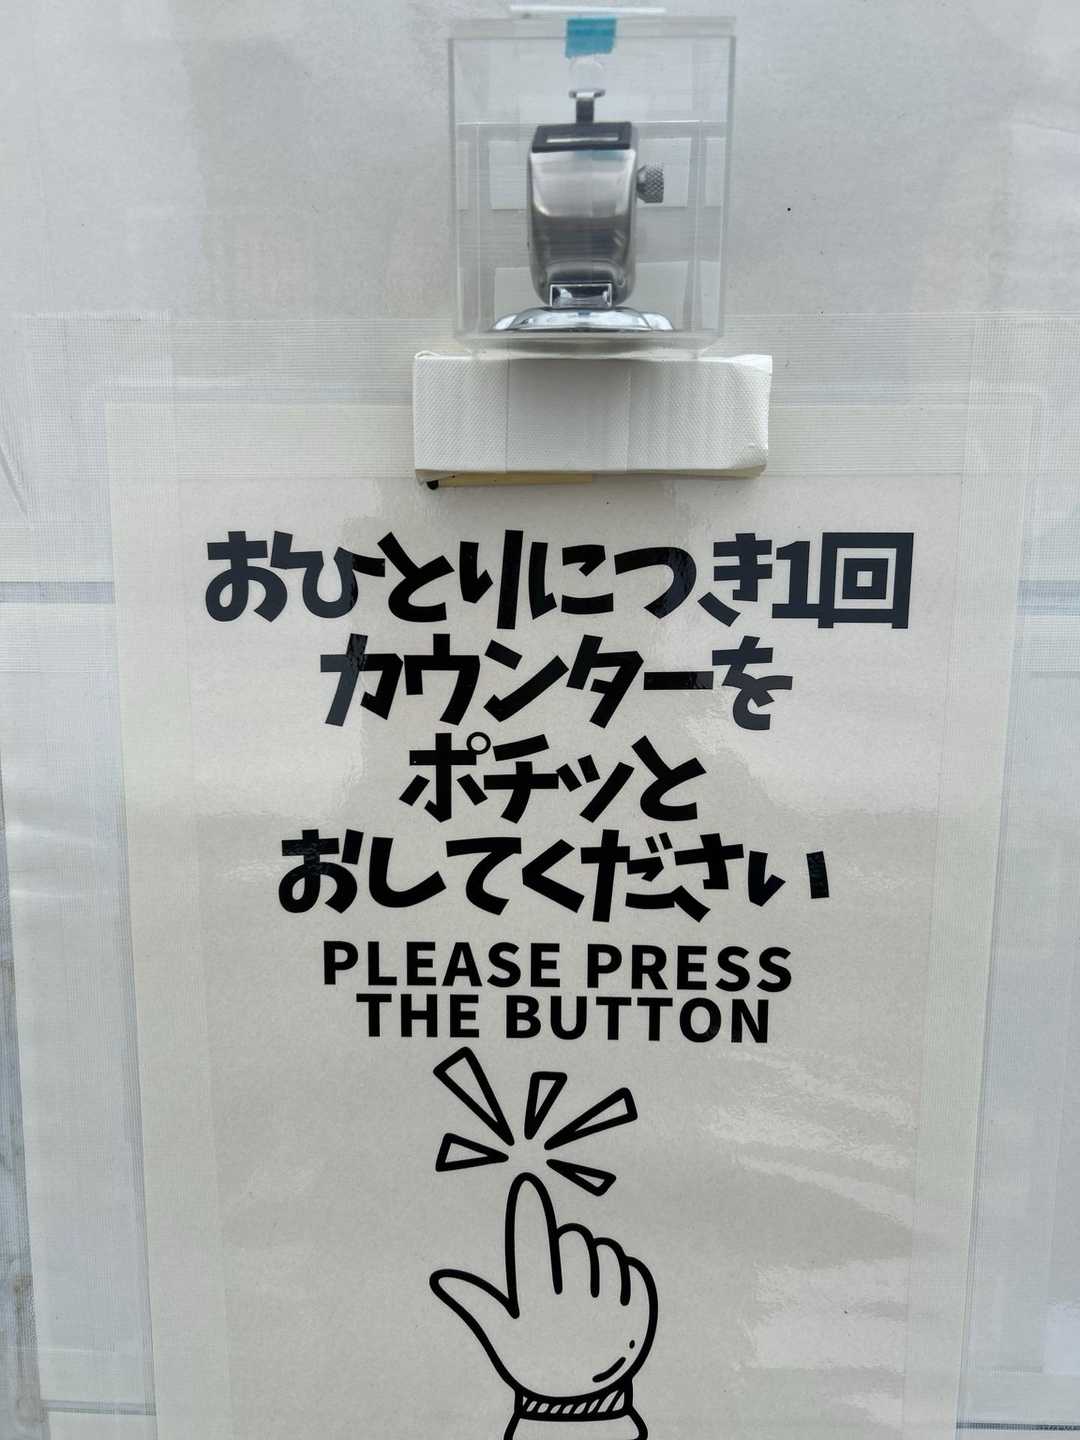 おひとりにつき1回
カウンターを
ポチッと
おしてください
PLEASE PRESS
THE BUTTON